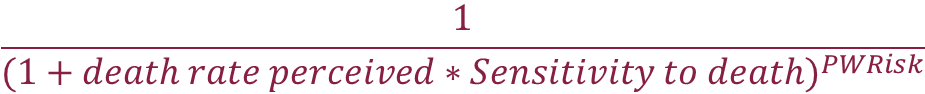 1
(1 + death rate perceived * Sensitivity to death)^PWRisk